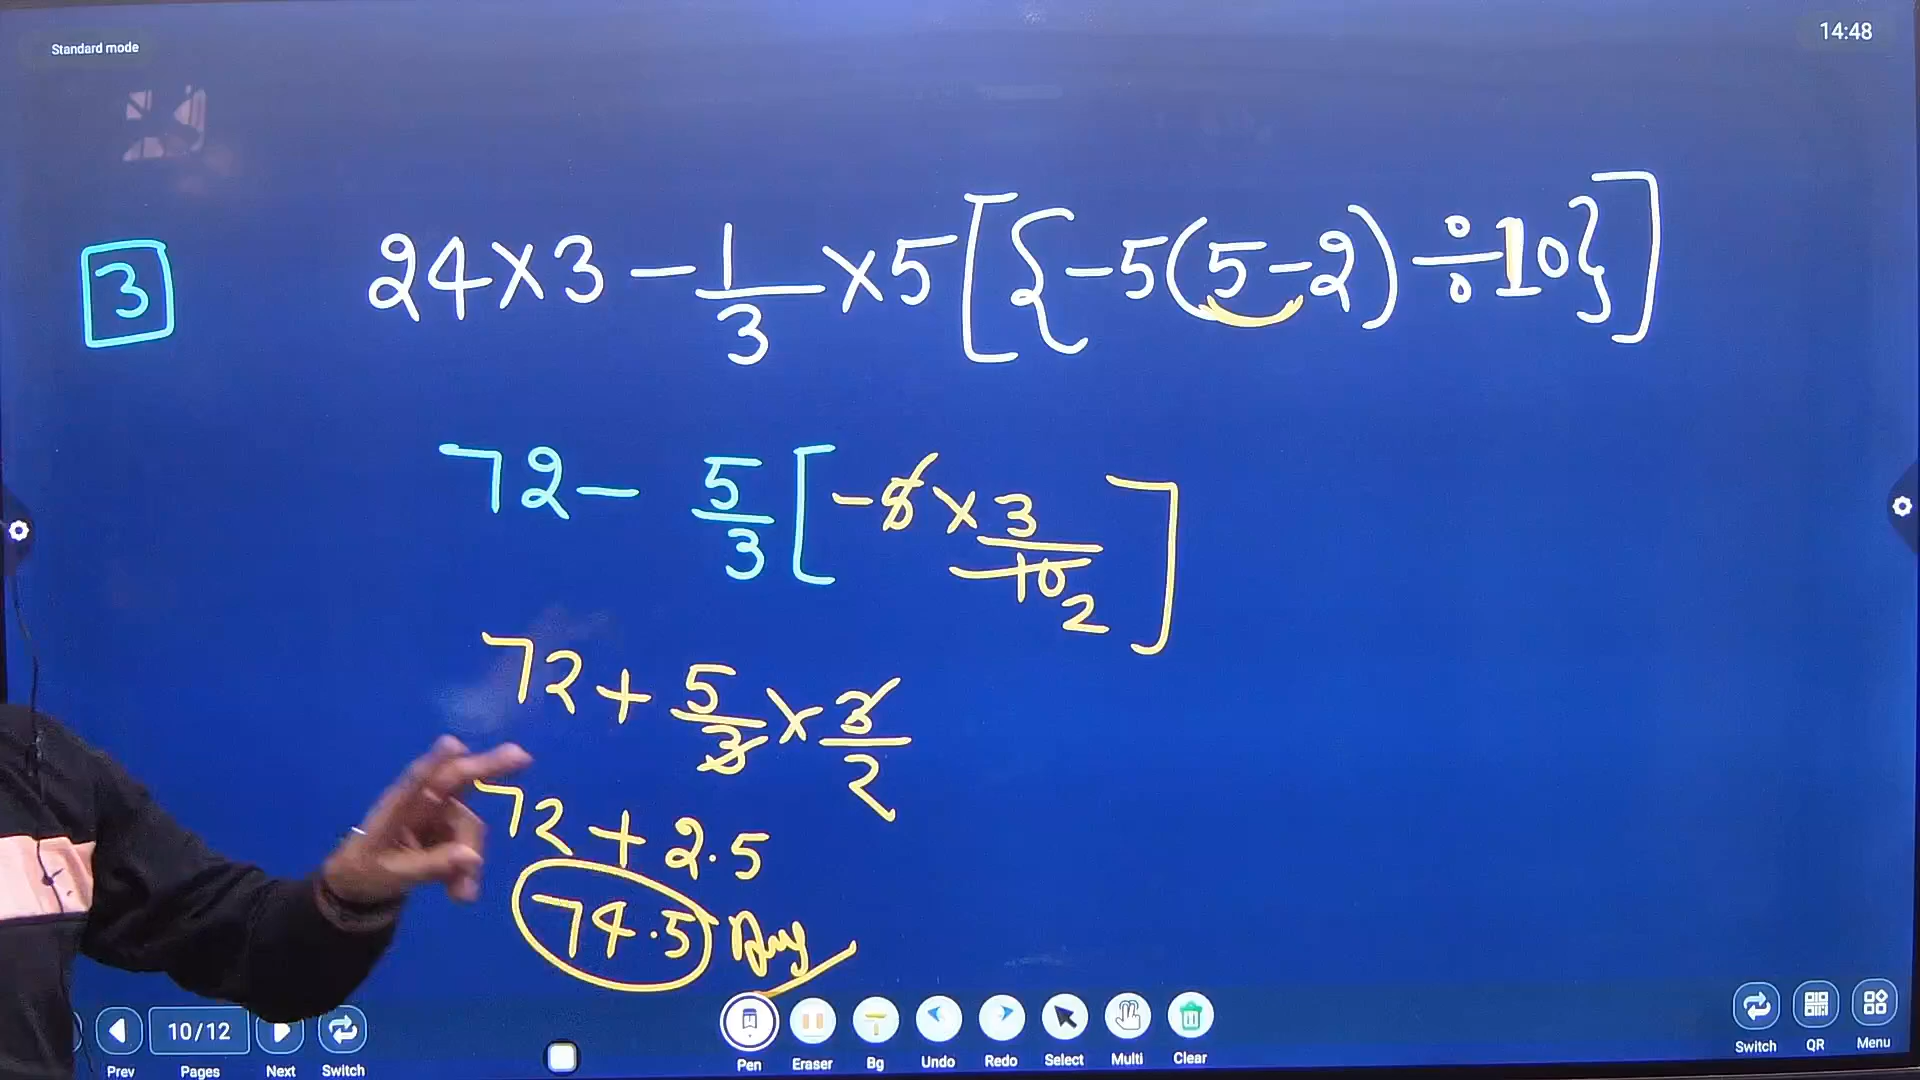 Standard mode
14:48
3
24×3 - 1/3 ×5[{-5(5-2)÷10}]
72 - 5/3 [-5×3/10 2]
72 + 5/3 × 3/2
72 + 2.5
74.5 Ans
10/12
Prev Pages Next Switch Pen Eraser Bg Undo Redo Select Multi Clear Switch QR Menu